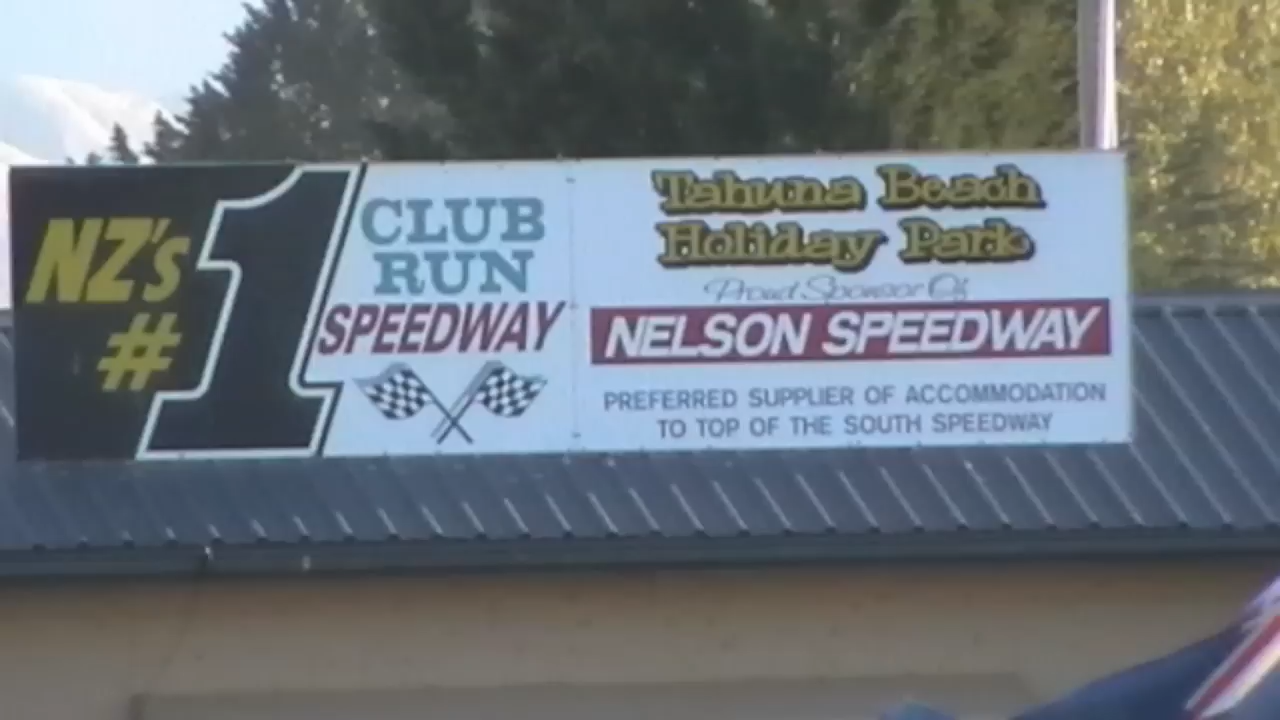 NZ's
#1
CLUB
RUN
SPEEDWAY
Tahuna Beach
Holiday Park
Proud Sponsor Of
NELSON SPEEDWAY
PREFERRED SUPPLIER OF ACCOMMODATION
TO TOP OF THE SOUTH SPEEDWAY